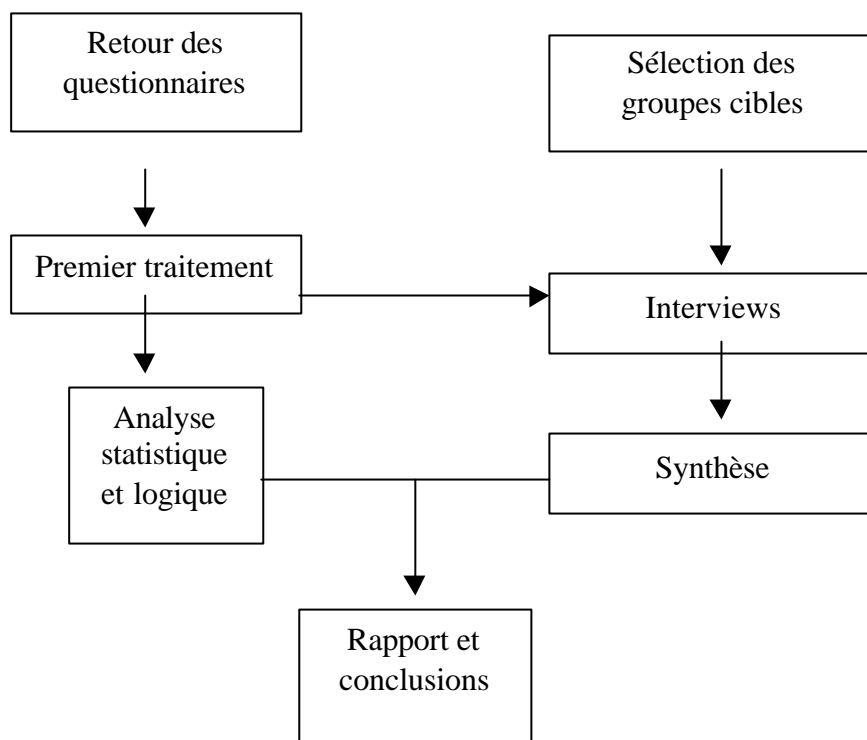 Retour des
questionnaires
Sélection des
groupes cibles
Premier traitement
Interviews
Analyse
statistique
et logique
Synthèse
Rapport et
conclusions